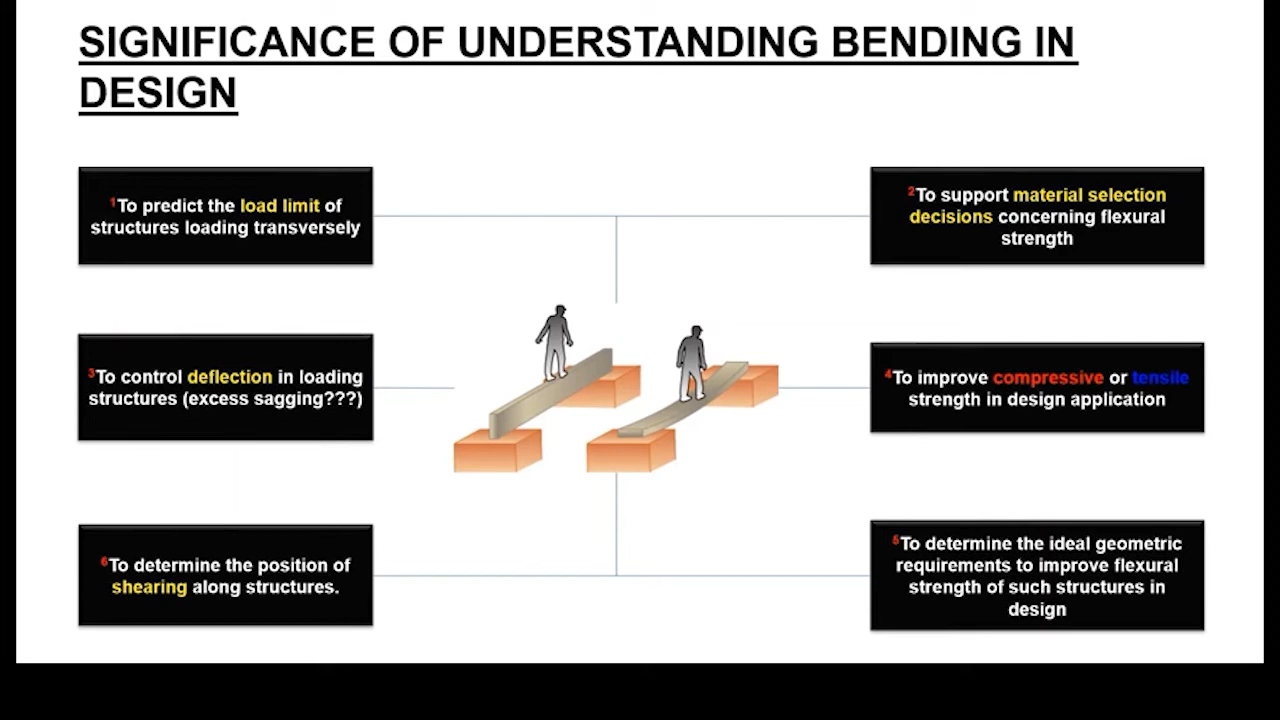 SIGNIFICANCE OF UNDERSTANDING BENDING IN
DESIGN
1To predict the load limit of
structures loading transversely
2To support material selection
decisions concerning flexural
strength
3To control deflection in loading
structures (excess sagging???)
4To improve compressive or tensile
strength in design application
6To determine the position of
shearing along structures.
5To determine the ideal geometric
requirements to improve flexural
strength of such structures in
design